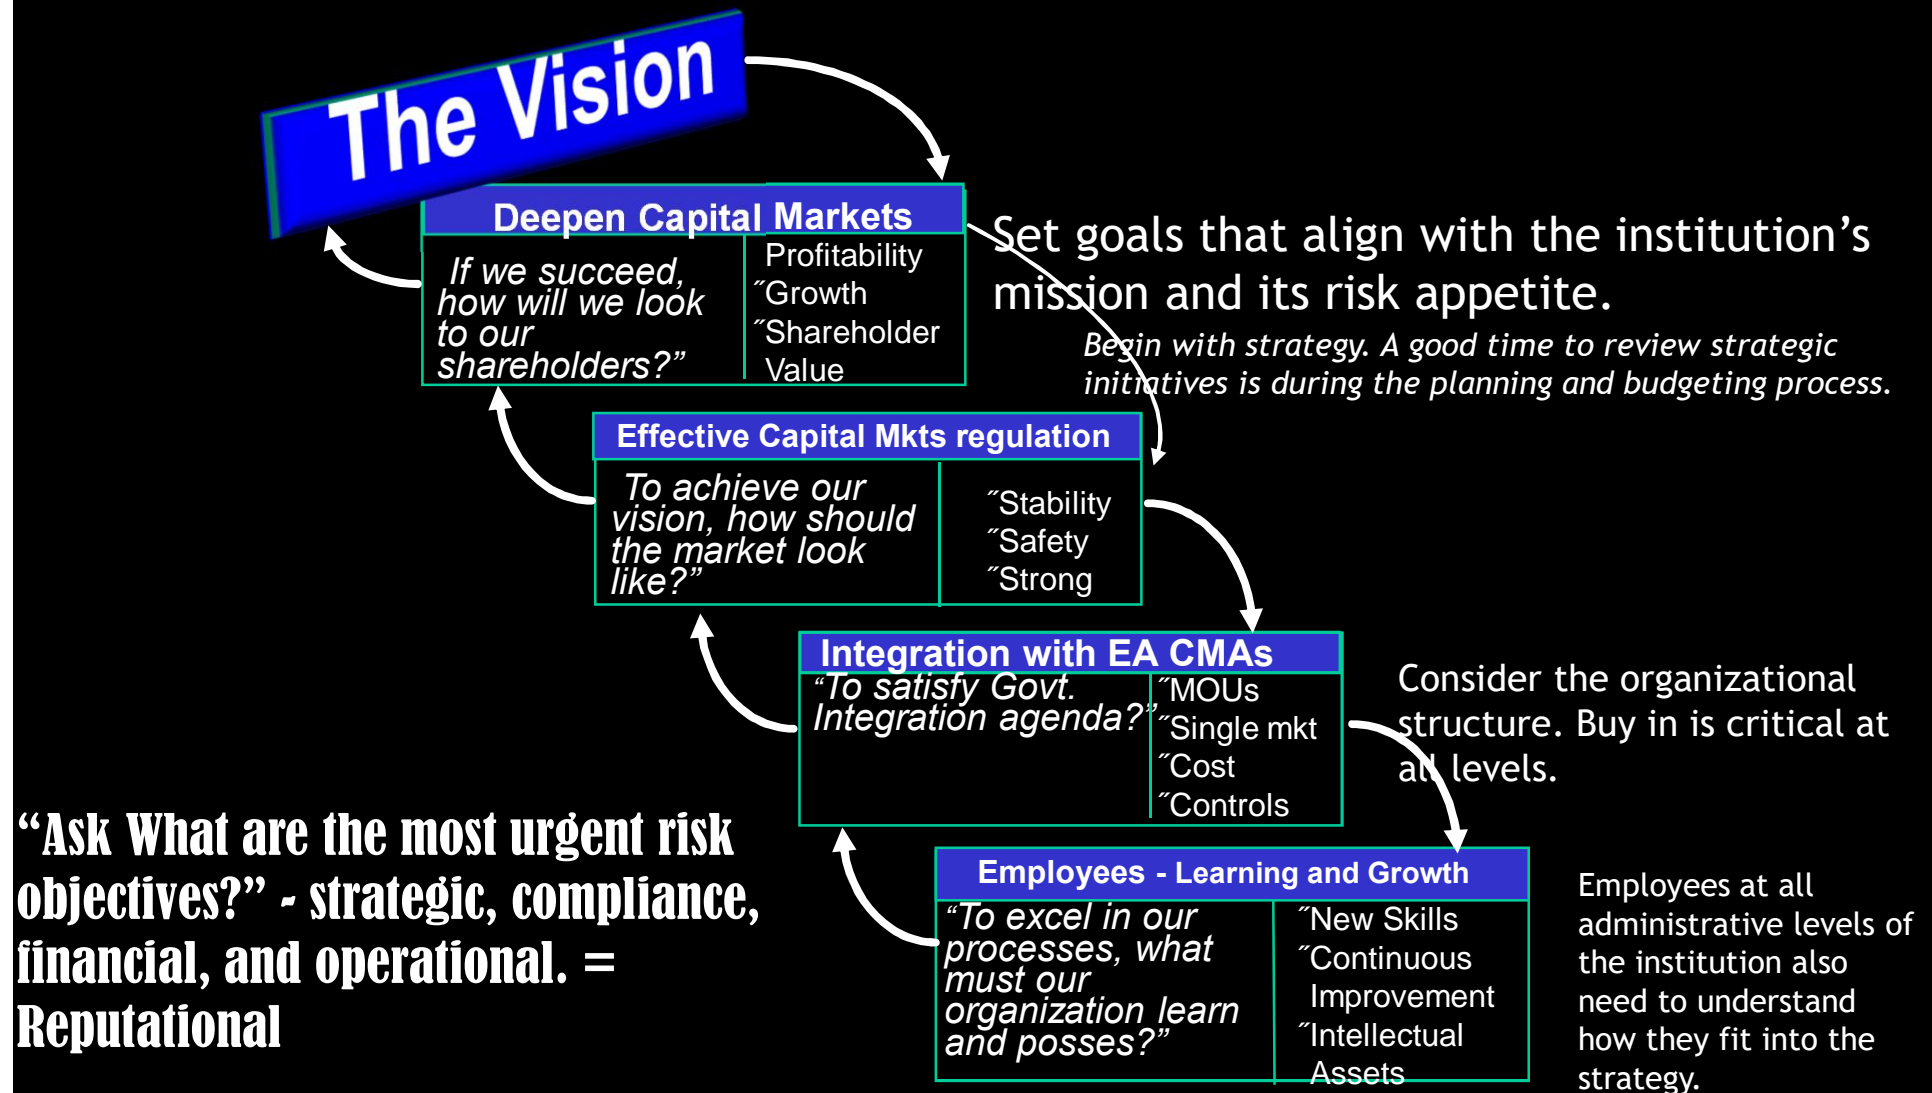 The Vision
Deepen Capital Markets
If we succeed,
how will we look
to our
shareholders?”
Profitability
˝Growth
˝Shareholder
Value
Set goals that align with the institution’s
mission and its risk appetite.
Begin with strategy. A good time to review strategic
initiatives is during the planning and budgeting process.
Effective Capital Mkts regulation
To achieve our
vision, how should
the market look
like?”
˝Stability
˝Safety
˝Strong
Integration with EA CMAs
“To satisfy Govt.
Integration agenda?”
˝MOUs
˝Single mkt
˝Cost
˝Controls
Consider the organizational
structure. Buy in is critical at
all levels.
“Ask What are the most urgent risk
objectives?” - strategic, compliance,
financial, and operational. =
Reputational
Employees - Learning and Growth
“To excel in our
processes, what
must our
organization learn
and posses?”
˝New Skills
˝Continuous
Improvement
˝Intellectual
Assets
Employees at all
administrative levels of
the institution also
need to understand
how they fit into the
strategy.